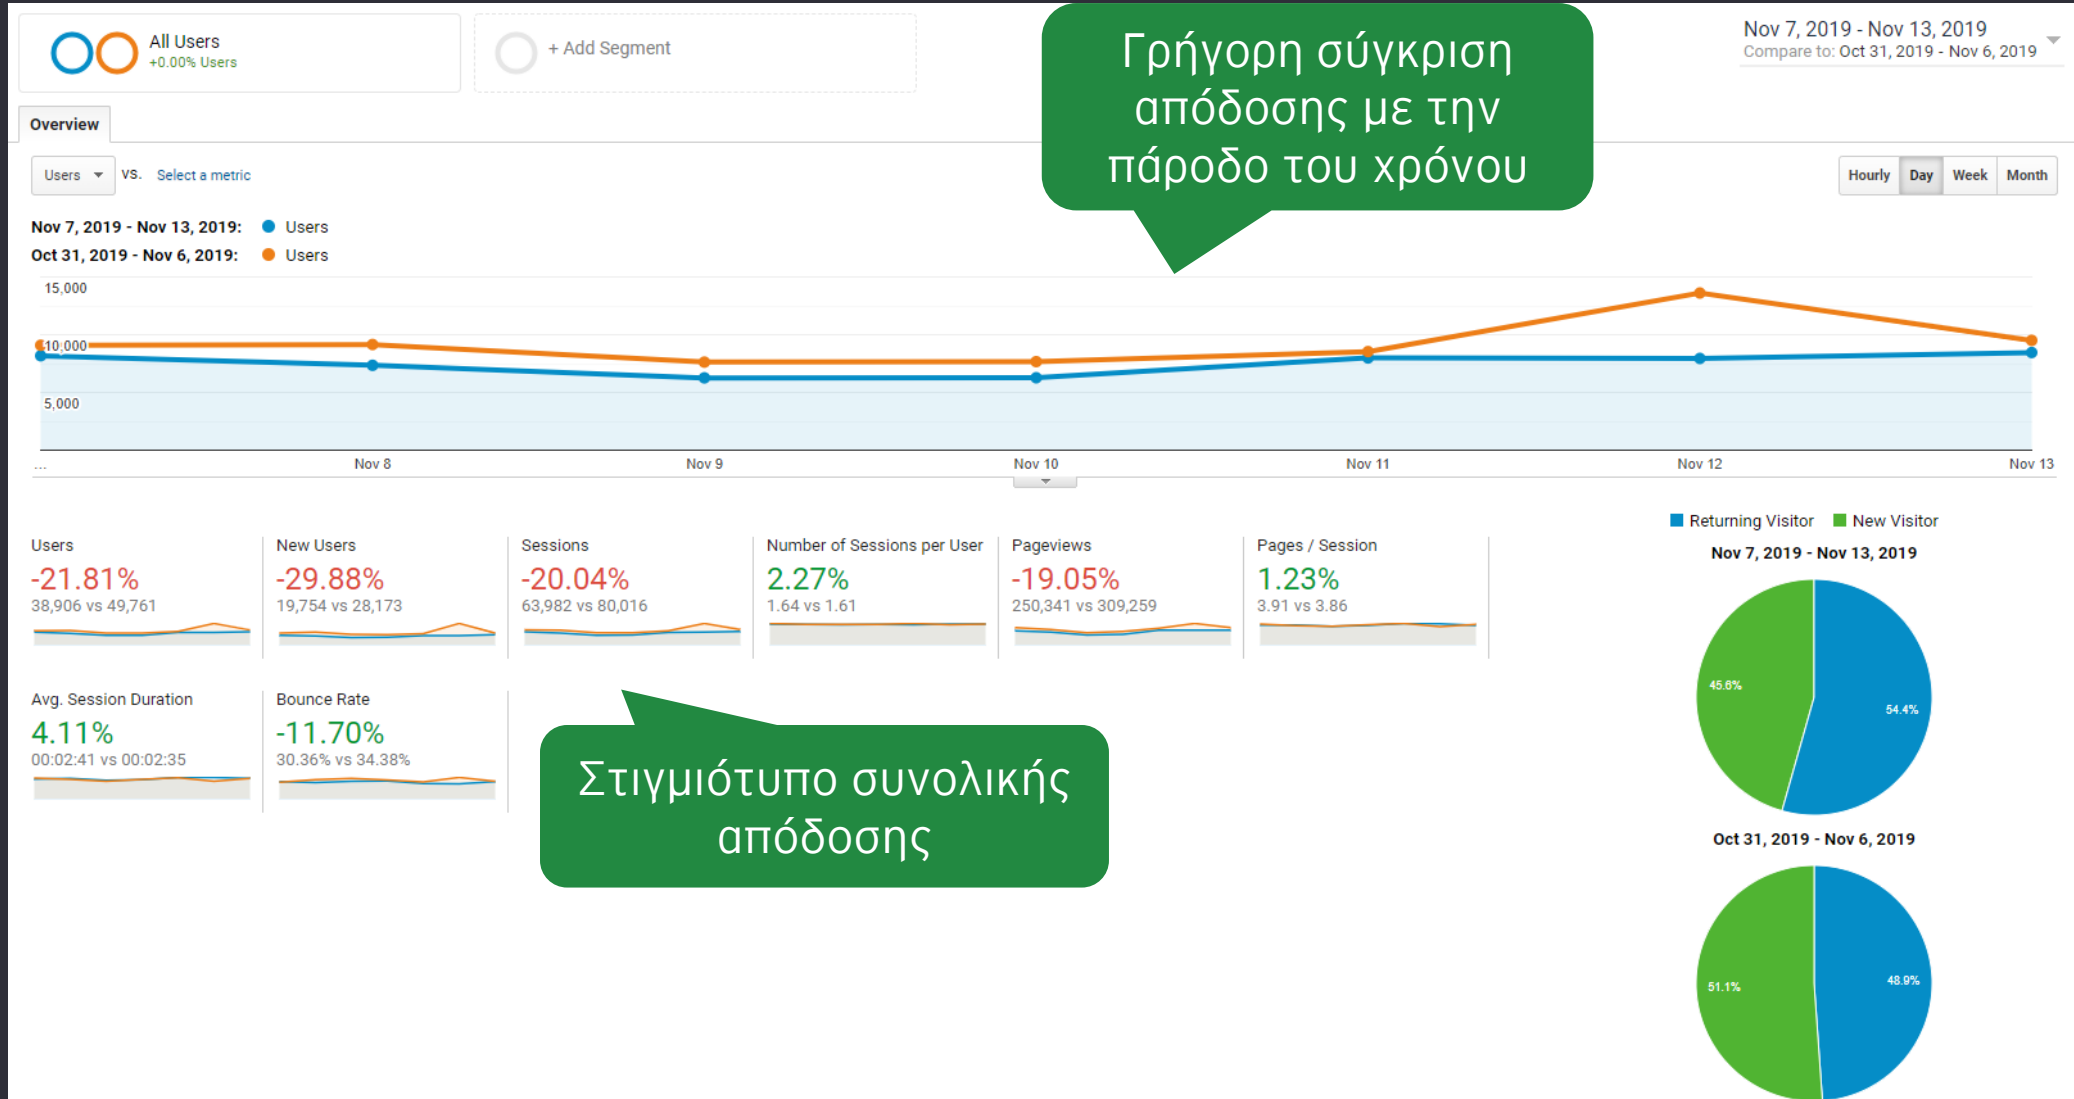 All Users
+0.00% Users
+ Add Segment
Γρήγορη σύγκριση
απόδοσης με την
πάροδο του χρόνου
Nov 7, 2019 - Nov 13, 2019
Compare to: Oct 31, 2019 - Nov 6, 2019
Overview
Users VS. Select a metric
Hourly Day Week Month
Nov 7, 2019 - Nov 13, 2019: Users
Oct 31, 2019 - Nov 6, 2019: Users
15,000
10,000
5,000
... Nov 8 Nov 9 Nov 10 Nov 11 Nov 12 Nov 13
Users
-21.81%
38,906 vs 49,761
New Users
-29.88%
19,754 vs 28,173
Sessions
-20.04%
63,982 vs 80,016
Number of Sessions per User
2.27%
1.64 vs 1.61
Pageviews
-19.05%
250,341 vs 309,259
Pages / Session
1.23%
3.91 vs 3.86
Avg. Session Duration
4.11%
00:02:41 vs 00:02:35
Bounce Rate
-11.70%
30.36% vs 34.38%
Στιγμιότυπο συνολικής
απόδοσης
Returning Visitor New Visitor
Nov 7, 2019 - Nov 13, 2019
45.6%
54.4%
Oct 31, 2019 - Nov 6, 2019
51.1%
48.9%